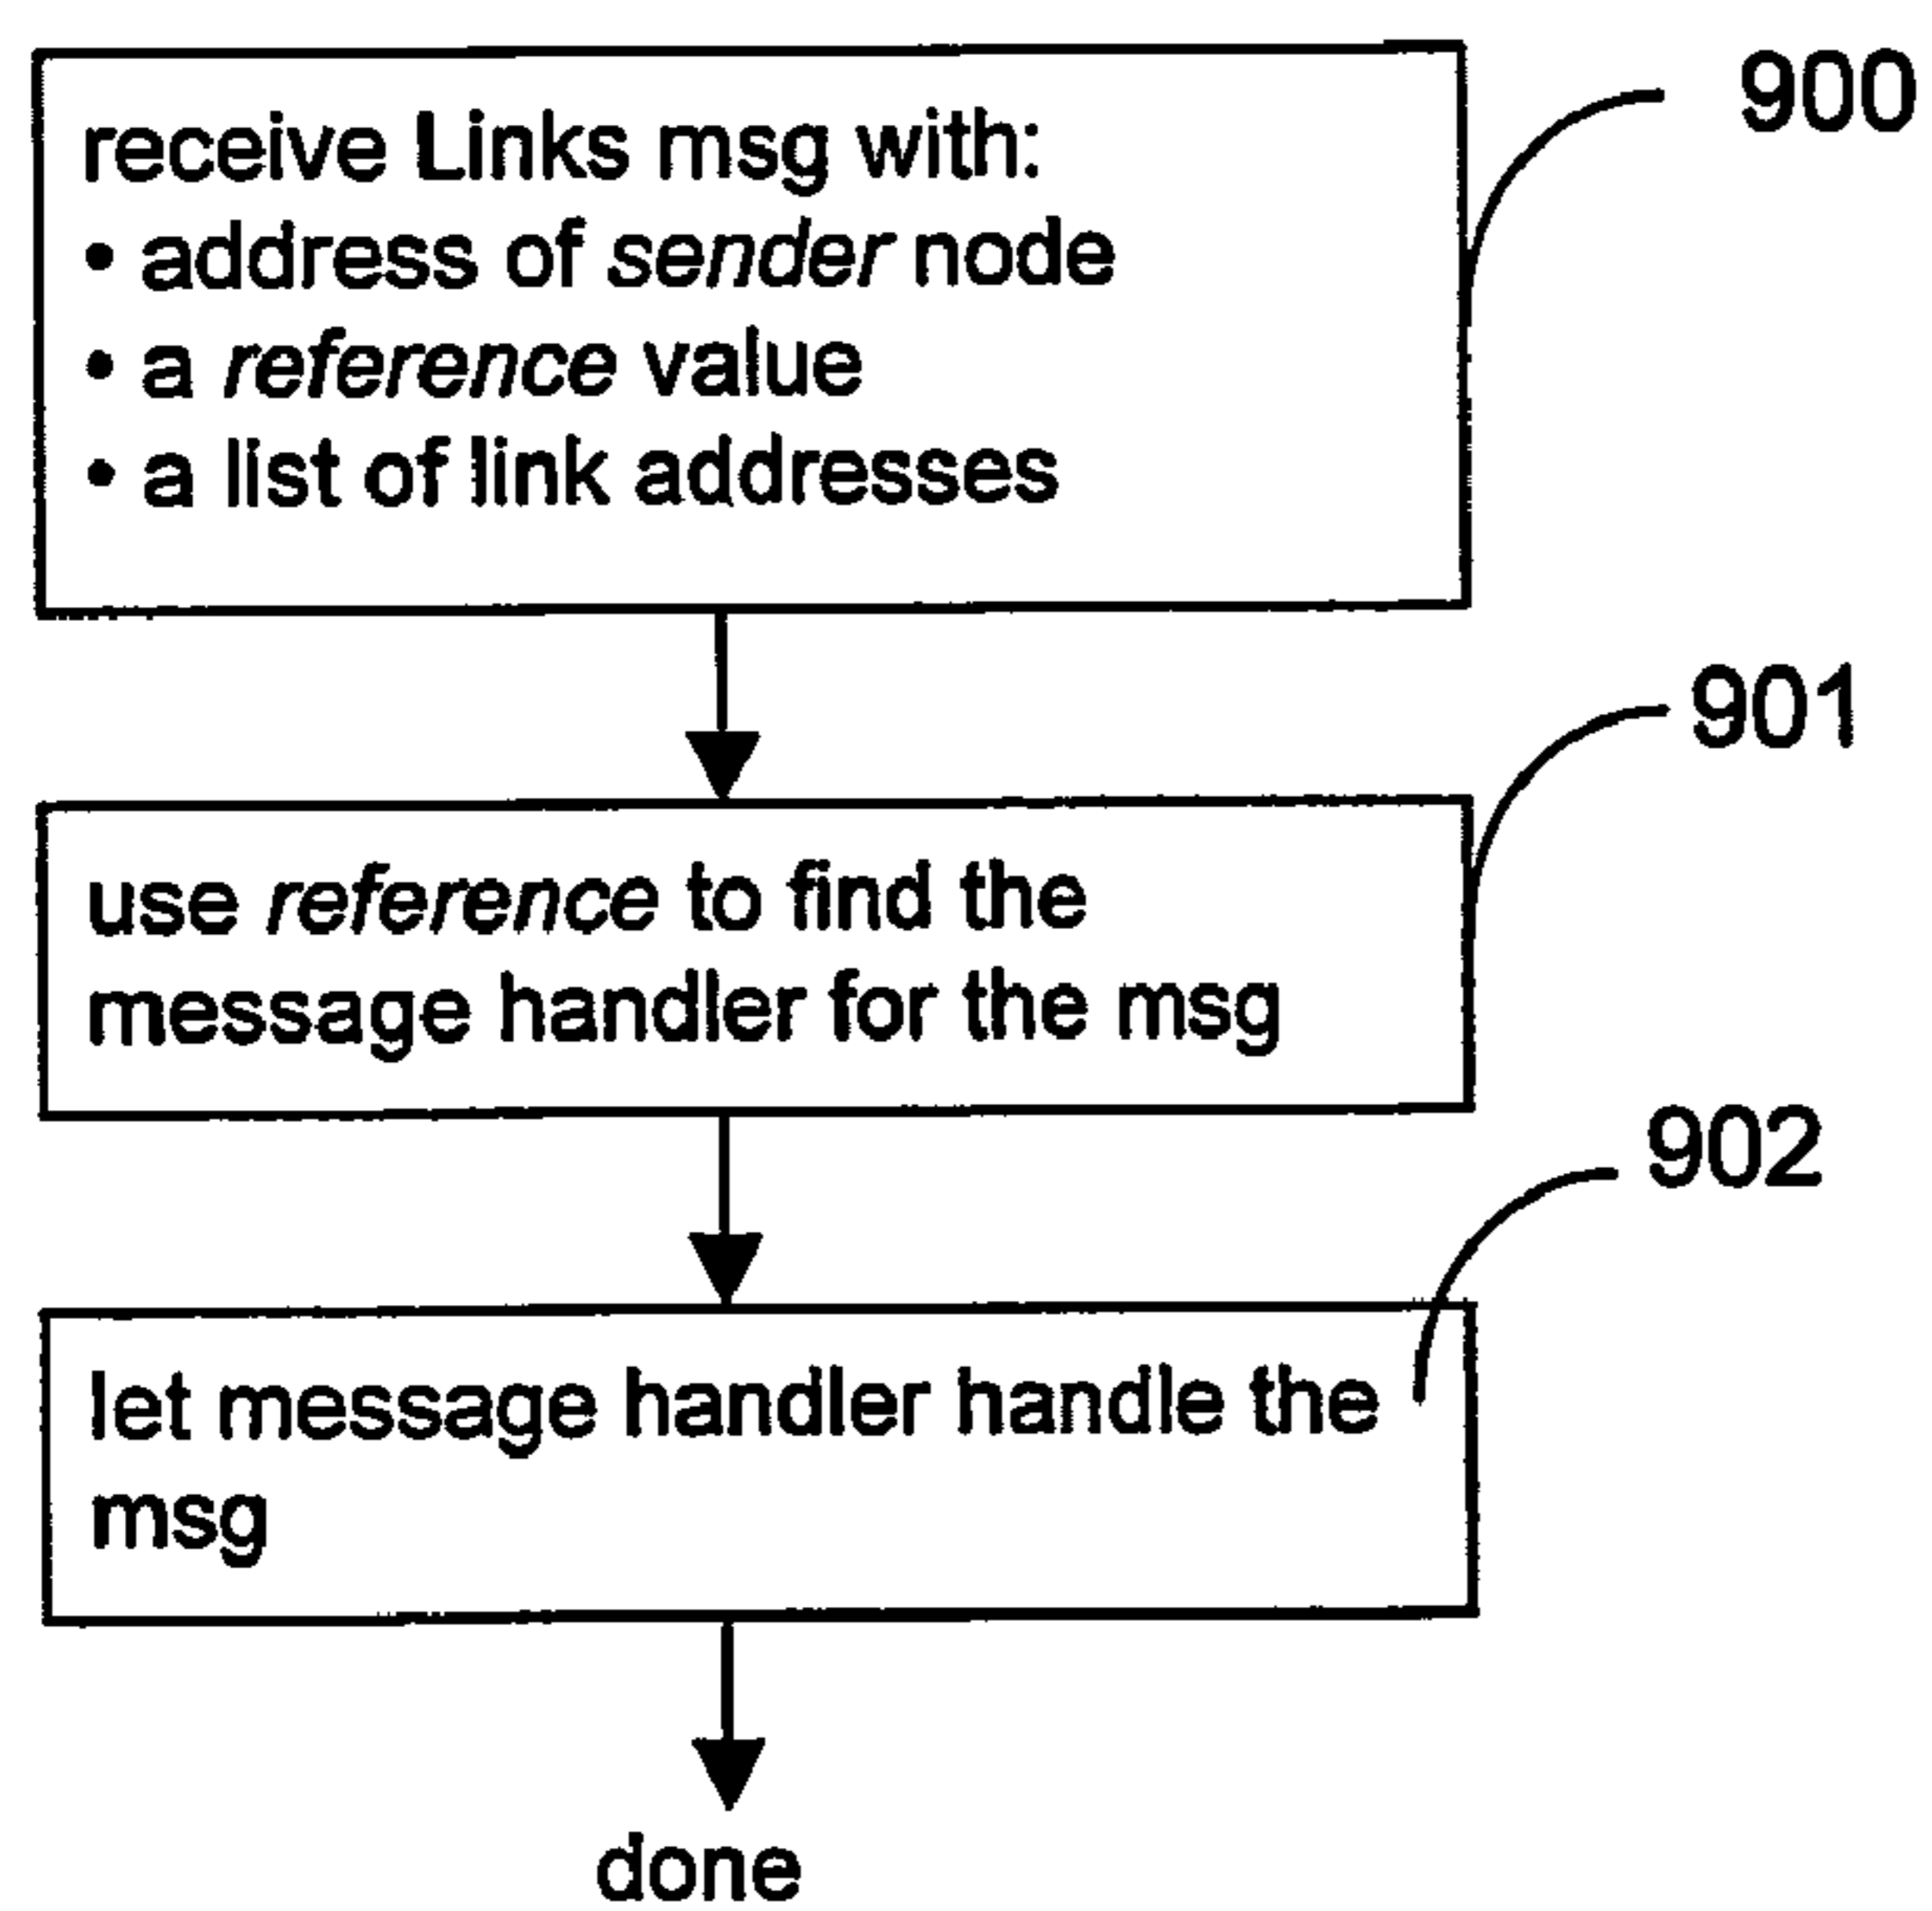 receive Links msg with:
900
• address of sender node
• a reference value
• a list of link addresses
901
use reference to find the
message handler for the msg
902
let message handler handle the
msg
done